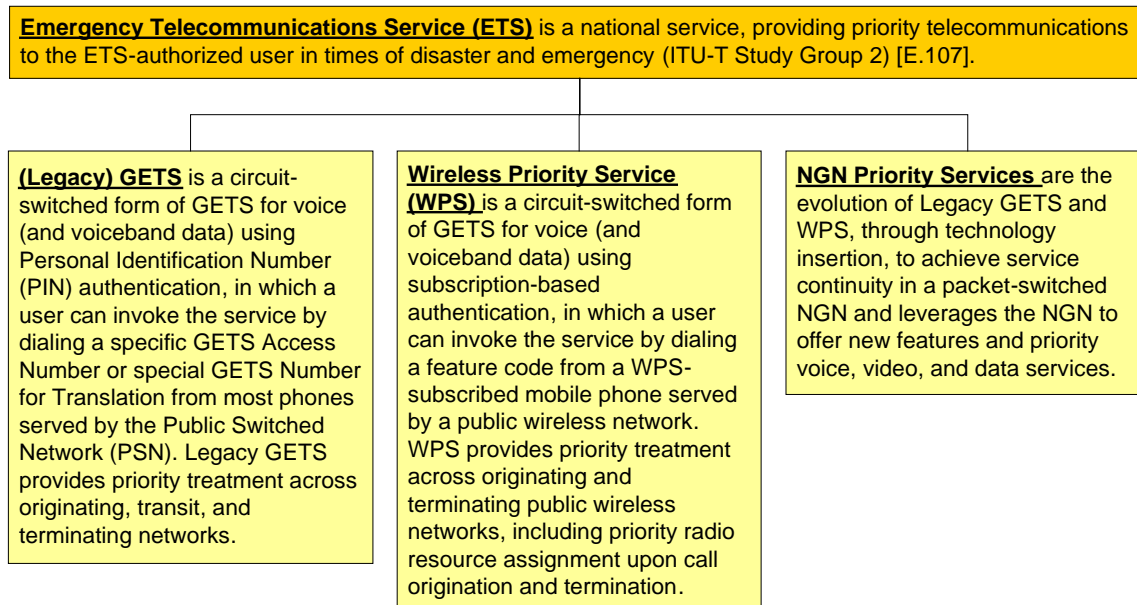 Emergency Telecommunications Service (ETS) is a national service, providing priority telecommunications
to the ETS-authorized user in times of disaster and emergency (ITU-T Study Group 2) [E.107].
(Legacy) GETS is a circuit-
switched form of GETS for voice
(and voiceband data) using
Personal Identification Number
(PIN) authentication, in which a
user can invoke the service by
dialing a specific GETS Access
Number or special GETS Number
for Translation from most phones
served by the Public Switched
Network (PSN). Legacy GETS
provides priority treatment across
originating, transit, and
terminating networks.
Wireless Priority Service
(WPS) is a circuit-switched form
of GETS for voice (and
voiceband data) using
subscription-based
authentication, in which a user
can invoke the service by dialing
a feature code from a WPS-
subscribed mobile phone served
by a public wireless network.
WPS provides priority treatment
across originating and
terminating public wireless
networks, including priority radio
resource assignment upon call
origination and termination.
NGN Priority Services are the
evolution of Legacy GETS and
WPS, through technology
insertion, to achieve service
continuity in a packet-switched
NGN and leverages the NGN to
offer new features and priority
voice, video, and data services.